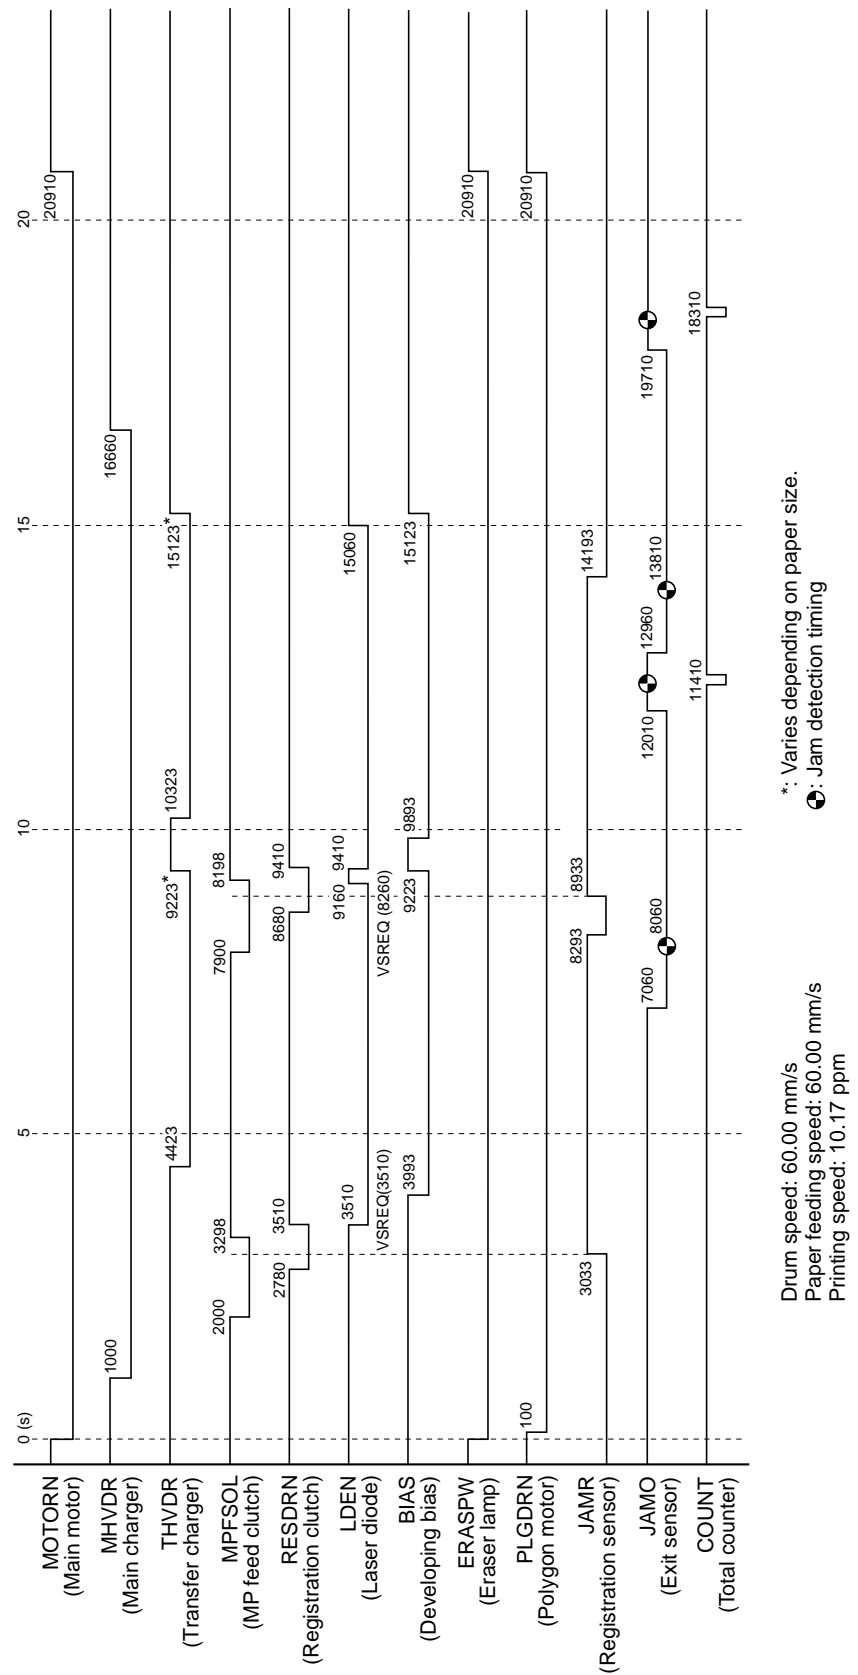 0 (s)
5
10
15
20
MOTORN
(Main motor)
20910
MHVDR
(Main charger)
1000
16660
THVDR
(Transfer charger)
4423
9223*
10323
15123*
MPFSOL
(MP feed clutch)
2000
3298
7900
8198
RESDRN
(Registration clutch)
2780
3510
8680
9410
LDEN
(Laser diode)
3510
9160
9410
15060
VSREQ(3510)
VSREQ (8260)
BIAS
(Developing bias)
3993
9223
9893
15123
ERASPW
(Eraser lamp)
20910
PLGDRN
(Polygon motor)
100
20910
JAMR
(Registration sensor)
3033
8293
8933
14193
JAMO
(Exit sensor)
7060
8060
12010
12960
13810
19710
COUNT
(Total counter)
11410
18310
Drum speed: 60.00 mm/s
Paper feeding speed: 60.00 mm/s
Printing speed: 10.17 ppm
*: Varies depending on paper size.
: Jam detection timing